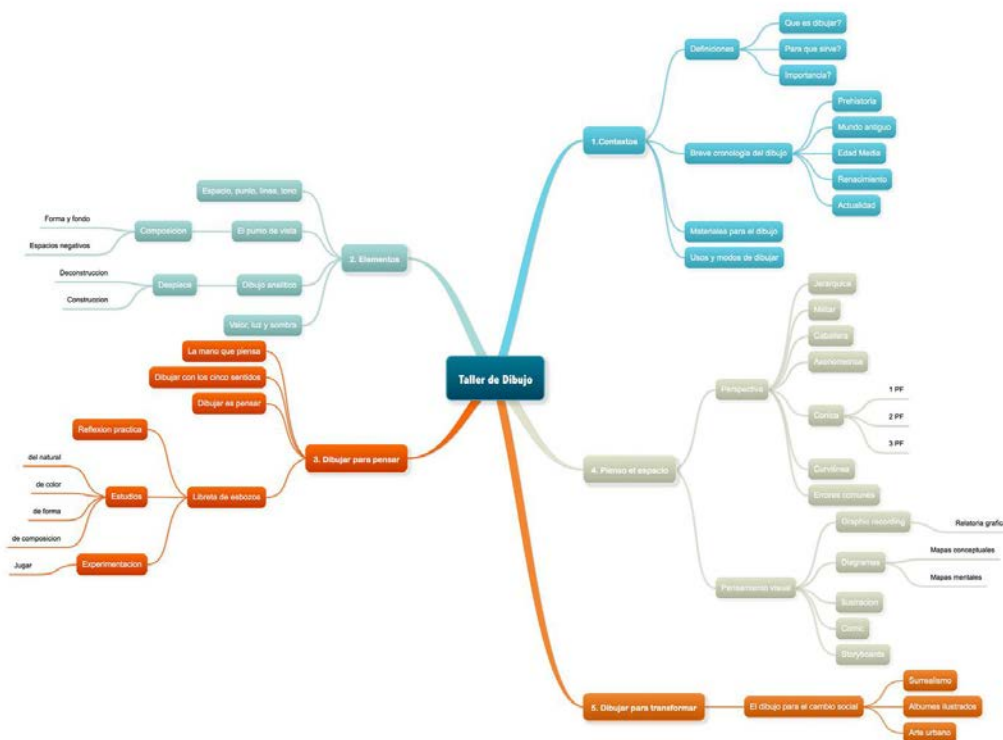 Taller de Dibujo
1.Contextos
Definiciones
Que es dibujar?
Para que sirve?
Importancia?
Breve cronologia del dibujo
Prehistoria
Mundo antiguo
Edad Media
Renacimiento
Actualidad
Materiales para el dibujo
Usos y modos de dibujar
2. Elementos
Espacio, punto, linea, tono
El punto de vista
Composicion
Forma y fondo
Espacios negativos
Dibujo analitico
Despiece
Deconstruccion
Construccion
Valor, luz y sombra
3. Dibujar para pensar
La mano que piensa
Dibujar con los cinco sentidos
Dibujar es pensar
Libreta de esbozos
Reflexion practica
Estudios
del natural
de color
de forma
de composicion
Experimentacion
Jugar
4. Pienso el espacio
Perspectiva
Jerarquica
Militar
Caballera
Conica
1 PF
2 PF
3 PF
Curvilinea
Errores comunes
Pensamiento visual
Graphic recording
Relatoria grafic
Diagramas
Mapas conceptuales
Mapas mentales
Ilustracion
Comic
Storyboards
5. Dibujar para transformar
El dibujo para el cambio social
Surrealismo
Albumes ilustrados
Arte urbano